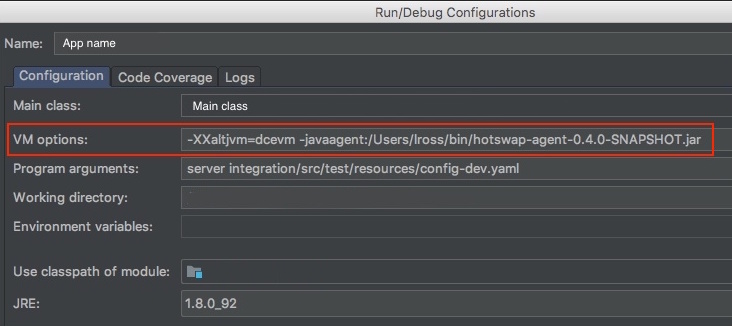 Run/Debug Configurations
Name: App name
Configuration Code Coverage Logs
Main class: Main class
VM options: -XXaltjvm=dcevm -javaagent:/Users/lross/bin/hotswap-agent-0.4.0-SNAPSHOT.jar
Program arguments: server integration/src/test/resources/config-dev.yaml
Working directory:
Environment variables:
Use classpath of module:
JRE: 1.8.0_92